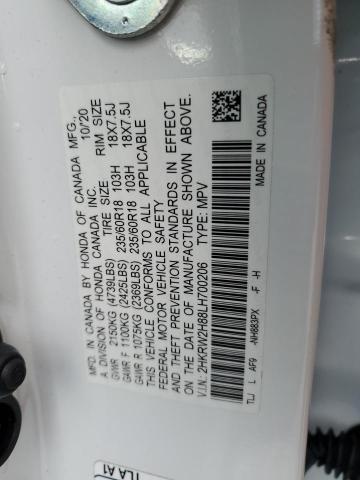 MFD. IN CANADA BY HONDA OF CANADA MFG.,
A DIVISION OF HONDA CANADA INC. 10/20
TIRE SIZE RIM SIZE
GVWR 2150KG (4739LBS)
GAWR F 1100KG (2425LBS) 235/60R18 103H 18X7.5J
GAWR R 1075KG (2369LBS) 235/60R18 103H 18X7.5J
THIS VEHICLE CONFORMS TO ALL APPLICABLE
FEDERAL MOTOR VEHICLE SAFETY
AND THEFT PREVENTION STANDARDS IN EFFECT
ON THE DATE OF MANUFACTURE SHOWN ABOVE.
V.I.N.: 2HKRW2H88LH700206 TYPE: MPV
MADE IN CANADA
TLJ L AF9 -NH883PX -F -H
1LA A1